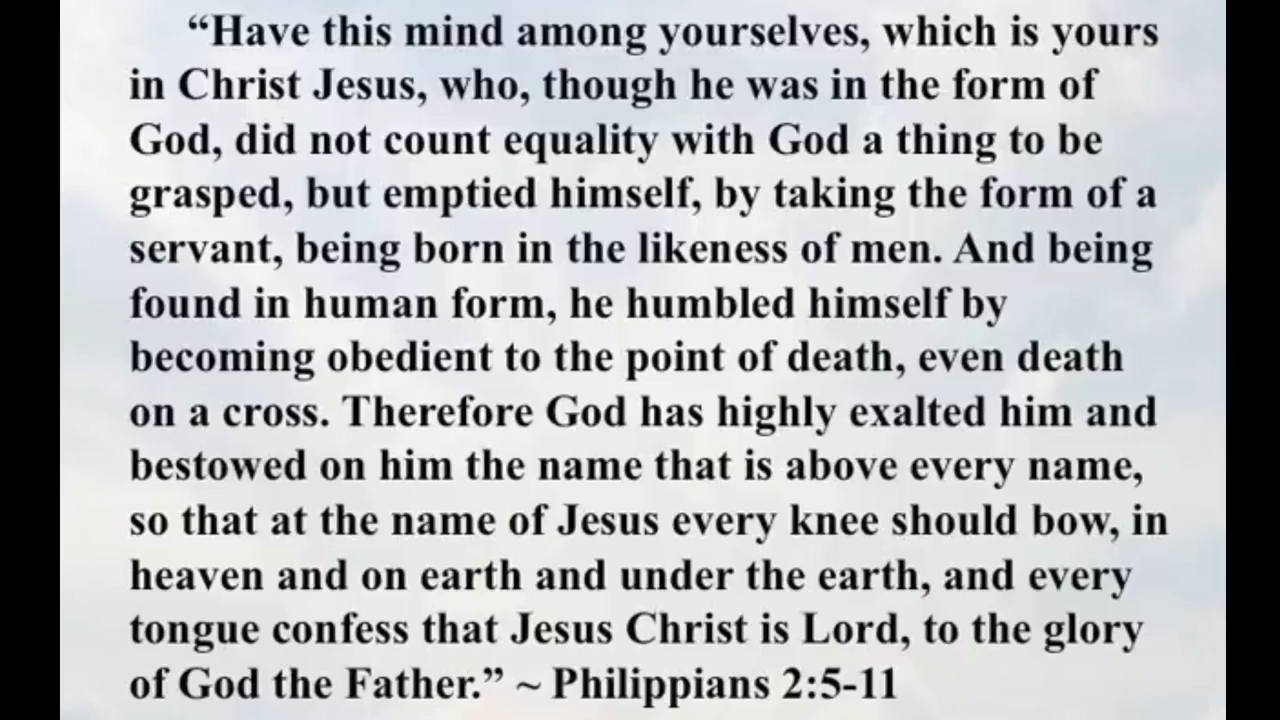 “Have this mind among yourselves, which is yours
in Christ Jesus, who, though he was in the form of
God, did not count equality with God a thing to be
grasped, but emptied himself, by taking the form of a
servant, being born in the likeness of men. And being
found in human form, he humbled himself by
becoming obedient to the point of death, even death
on a cross. Therefore God has highly exalted him and
bestowed on him the name that is above every name,
so that at the name of Jesus every knee should bow, in
heaven and on earth and under the earth, and every
tongue confess that Jesus Christ is Lord, to the glory
of God the Father.” ~ Philippians 2:5-11